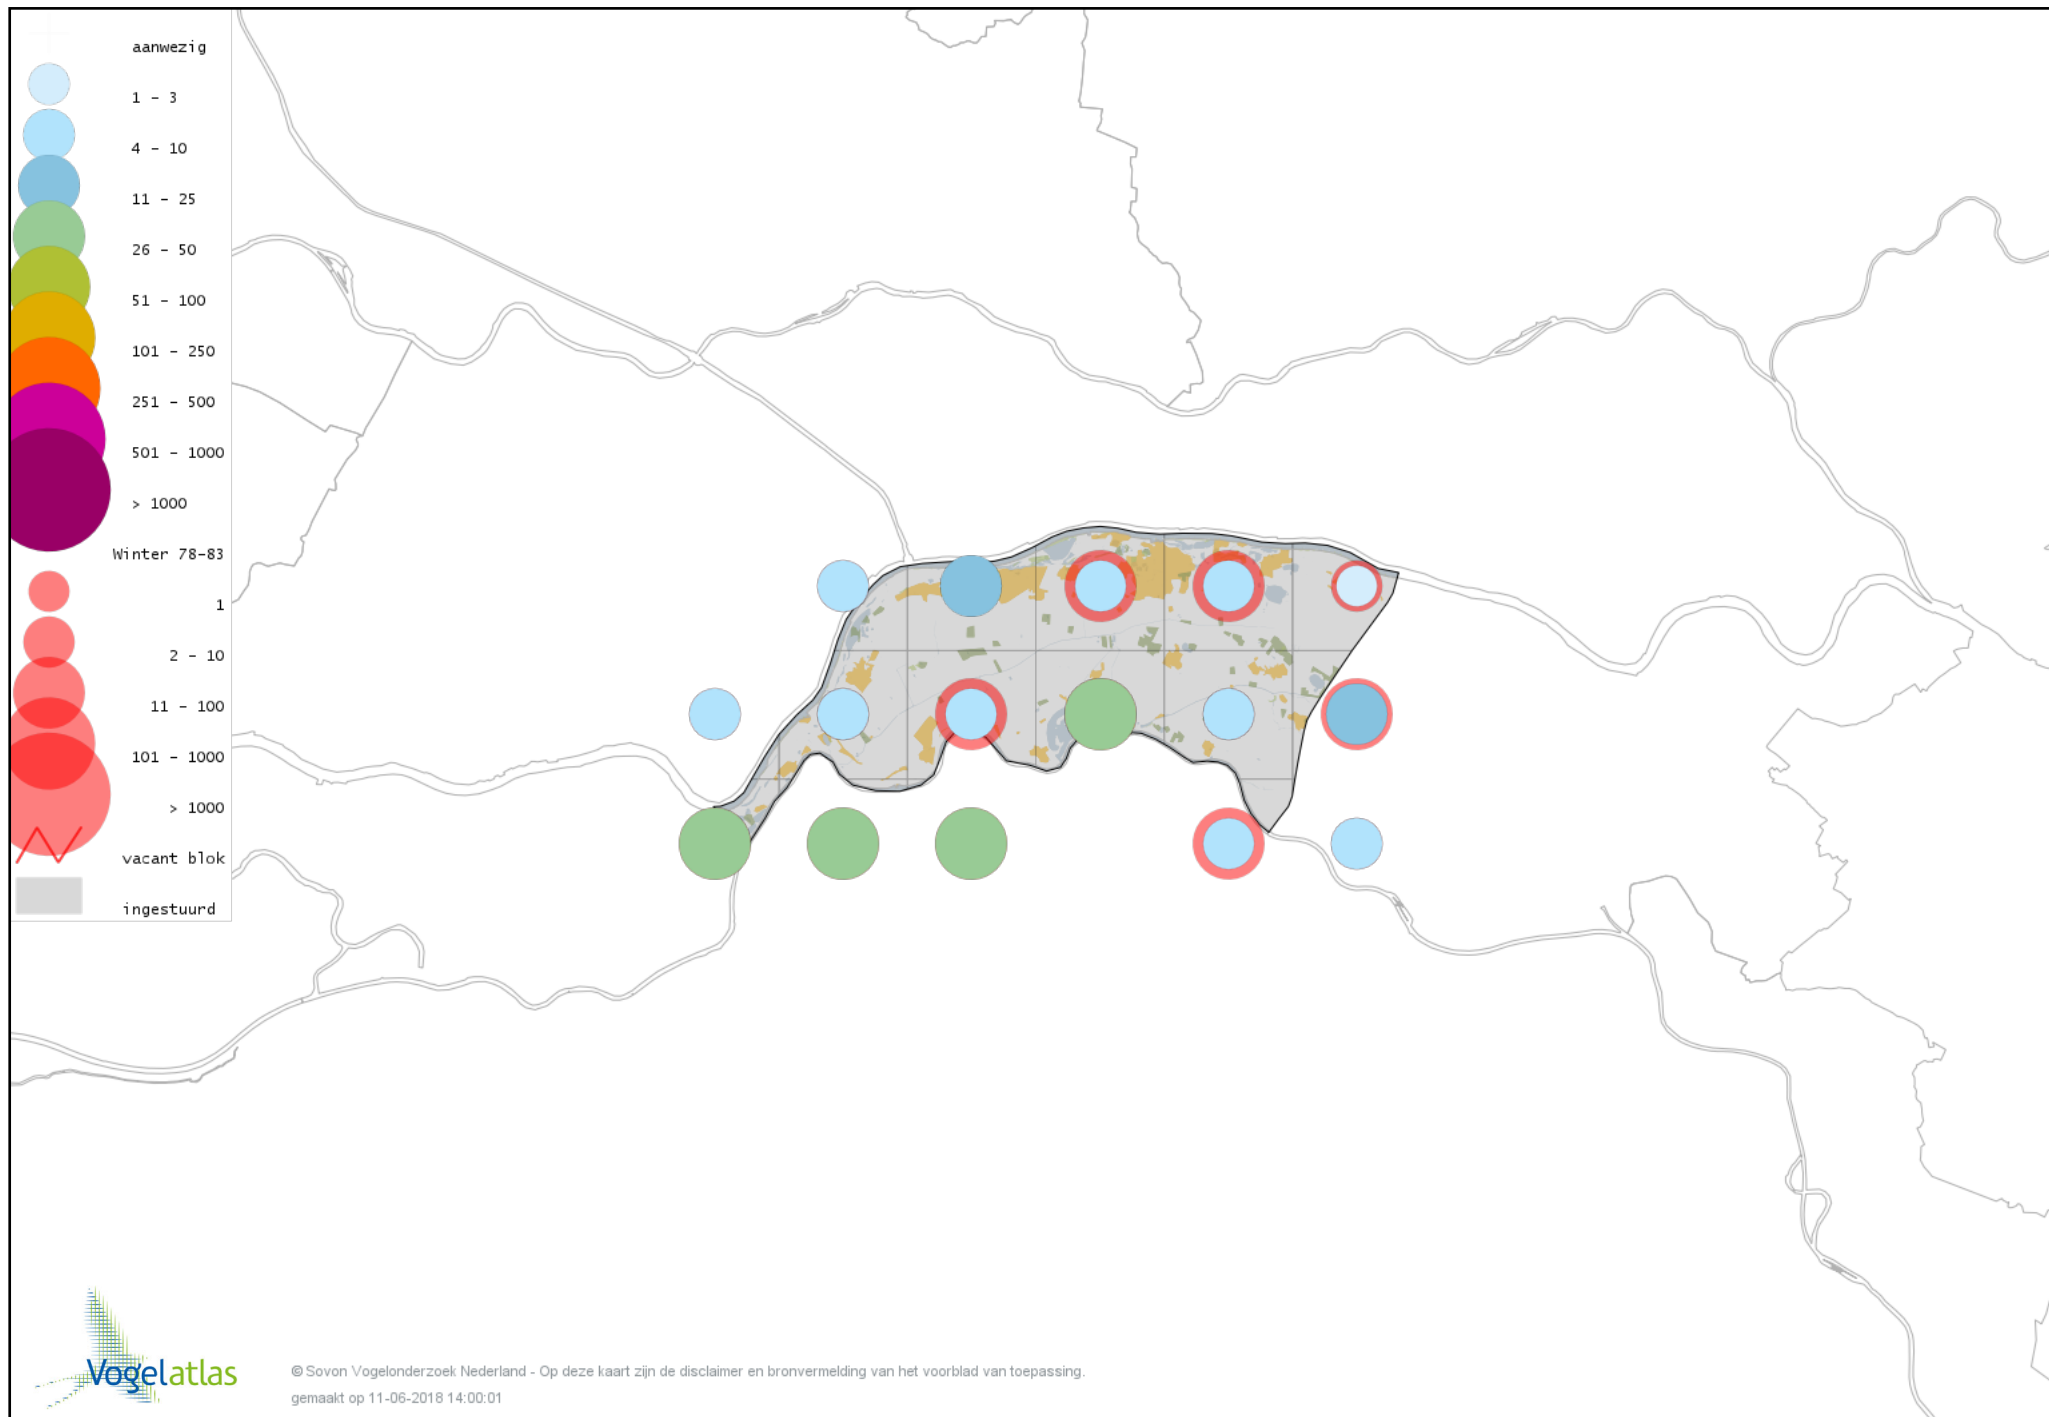 aanwezig
1 - 3
4 - 10
11 - 25
26 - 50
51 - 100
101 - 250
251 - 500
501 - 1000
> 1000
Winter 78-83
1
2 - 10
11 - 100
101 - 1000
> 1000
vacant blok
ingestuurd
Vogelatlas
© Sovon Vogelonderzoek Nederland - Op deze kaart zijn de disclaimer en bronvermelding van het voorblad van toepassing.
gemaakt op 11-06-2018 14:00:01